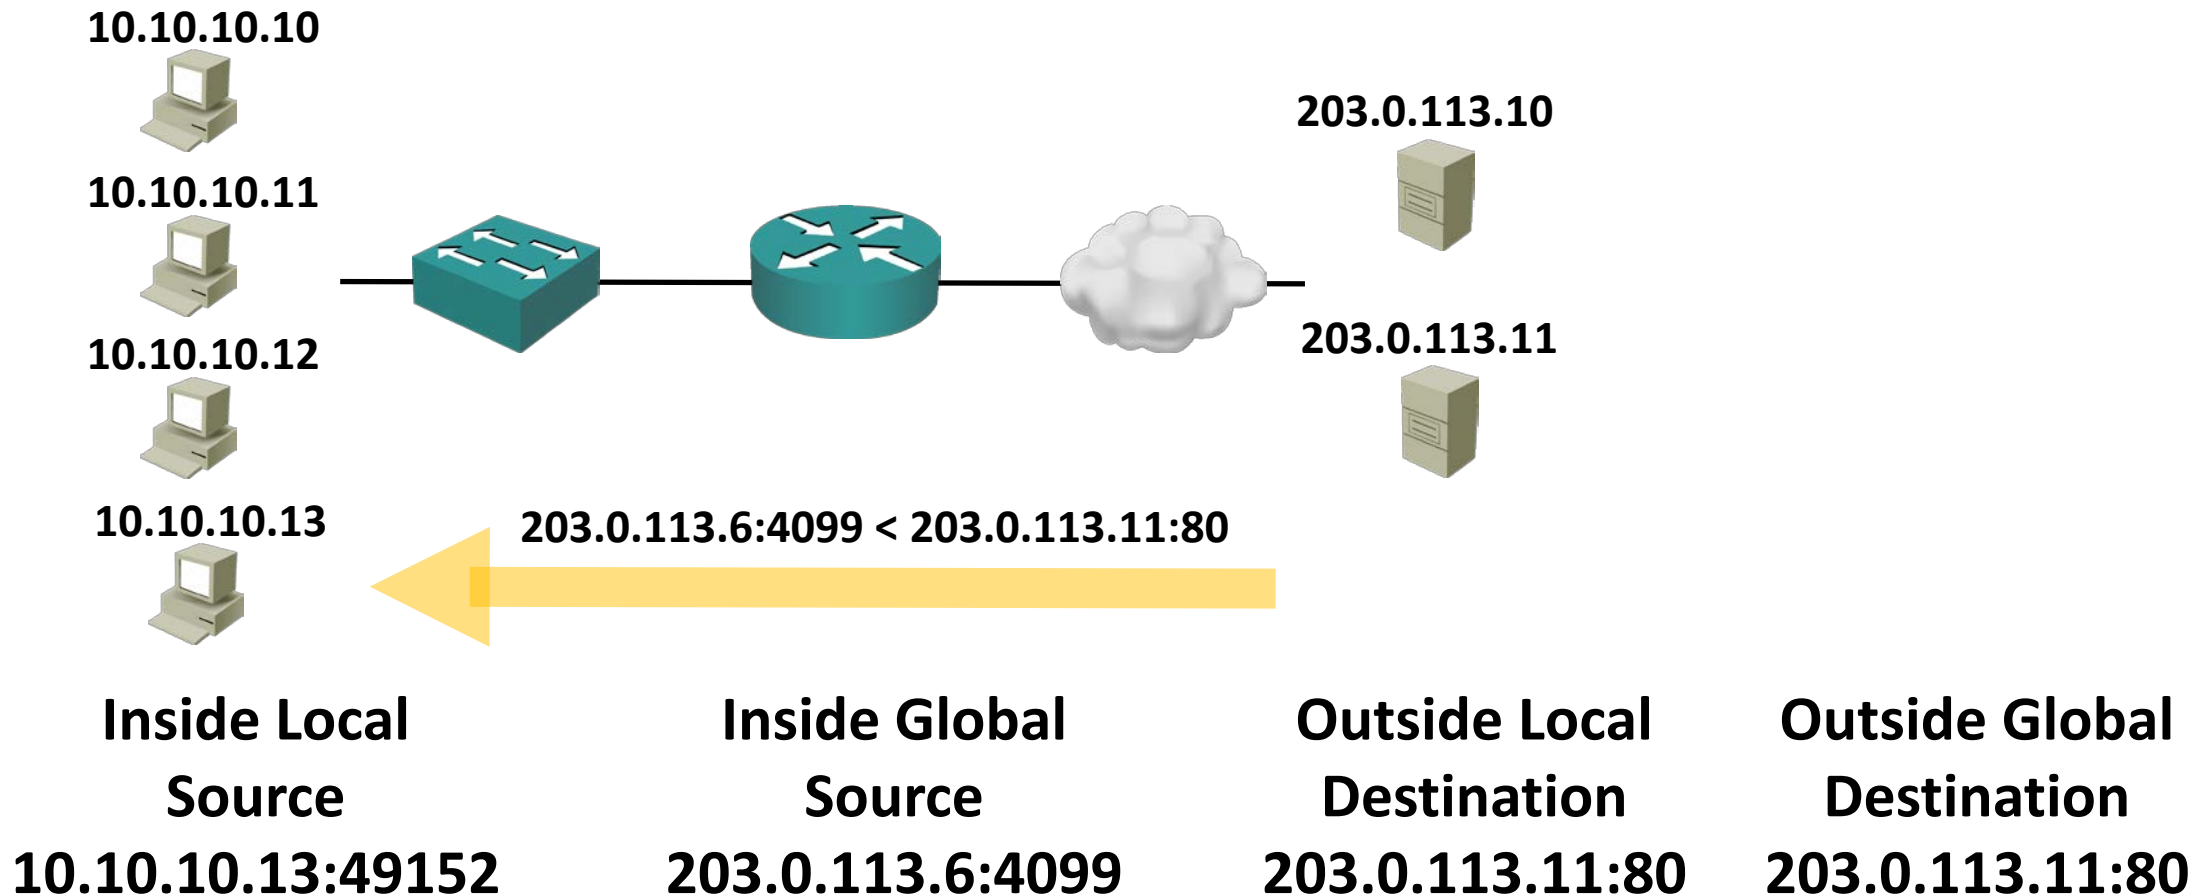 10.10.10.10
10.10.10.11
10.10.10.12
10.10.10.13
203.0.113.10
203.0.113.11
203.0.113.6:4099 < 203.0.113.11:80
Inside Local
Source
10.10.10.13:49152
Inside Global
Source
203.0.113.6:4099
Outside Local
Destination
203.0.113.11:80
Outside Global
Destination
203.0.113.11:80